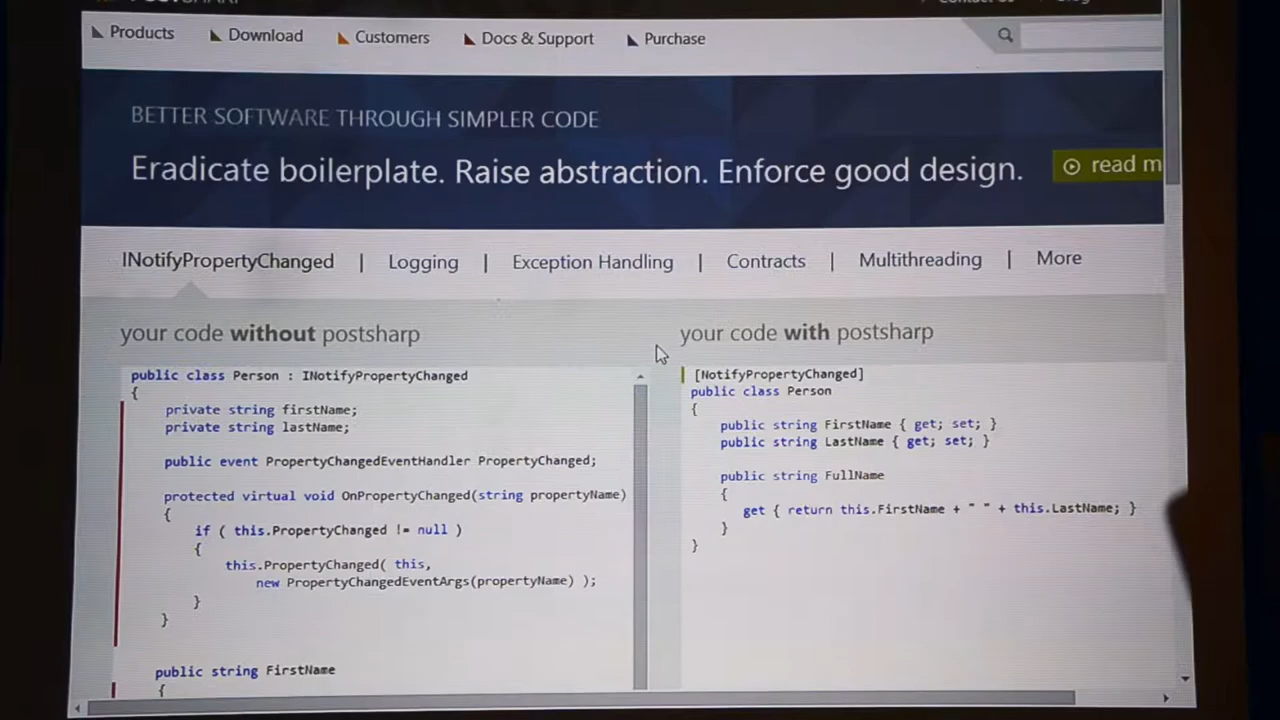 Products Download Customers Docs & Support Purchase
BETTER SOFTWARE THROUGH SIMPLER CODE
Eradicate boilerplate. Raise abstraction. Enforce good design.
read m
INotifyPropertyChanged | Logging | Exception Handling | Contracts | Multithreading | More
your code without postsharp
public class Person : INotifyPropertyChanged
{
private string firstName;
private string lastName;
public event PropertyChangedEventHandler PropertyChanged;
protected virtual void OnPropertyChanged(string propertyName)
{
if ( this.PropertyChanged != null )
{
this.PropertyChanged( this,
new PropertyChangedEventArgs(propertyName) );
}
}
public string FirstName
{
your code with postsharp
[NotifyPropertyChanged]
public class Person
{
public string FirstName { get; set; }
public string LastName { get; set; }
public string FullName
{
get { return this.FirstName + " " + this.LastName; }
}
}